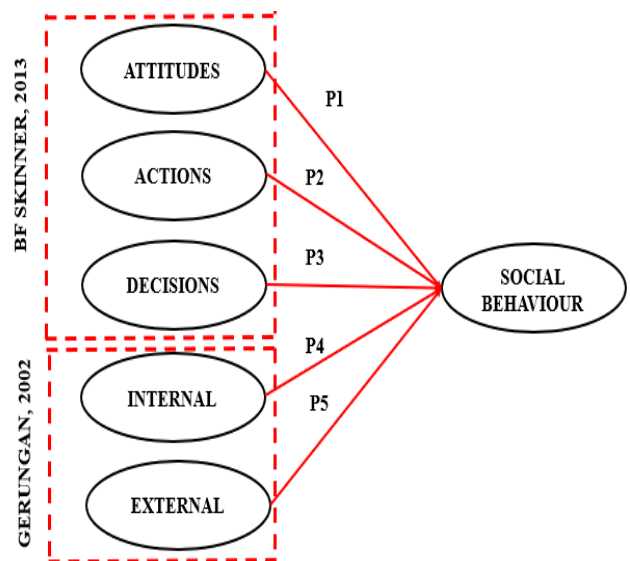 BF SKINNER, 2013
ATTITUDES
P1
ACTIONS
P2
DECISIONS
P3
SOCIAL
BEHAVIOUR
GERUNGAN, 2002
INTERNAL
P4
EXTERNAL
P5